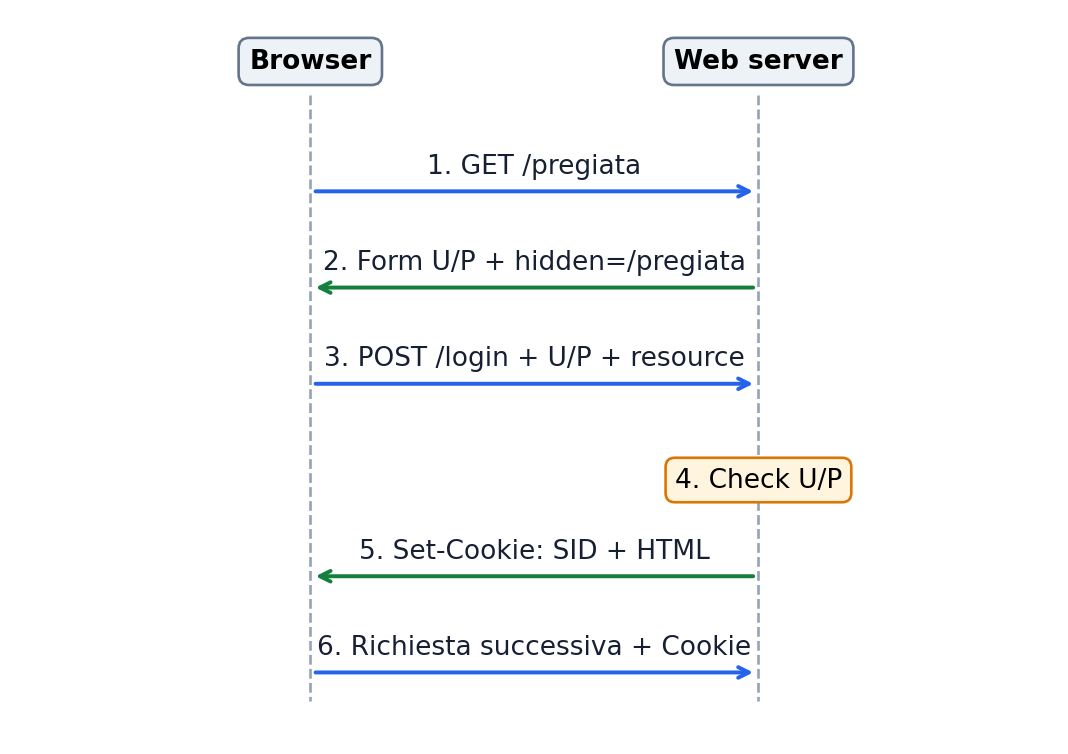 Browser
Web server
1. GET /pregiata
2. Form U/P + hidden=/pregiata
3. POST /login + U/P + resource
4. Check U/P
5. Set-Cookie: SID + HTML
6. Richiesta successiva + Cookie